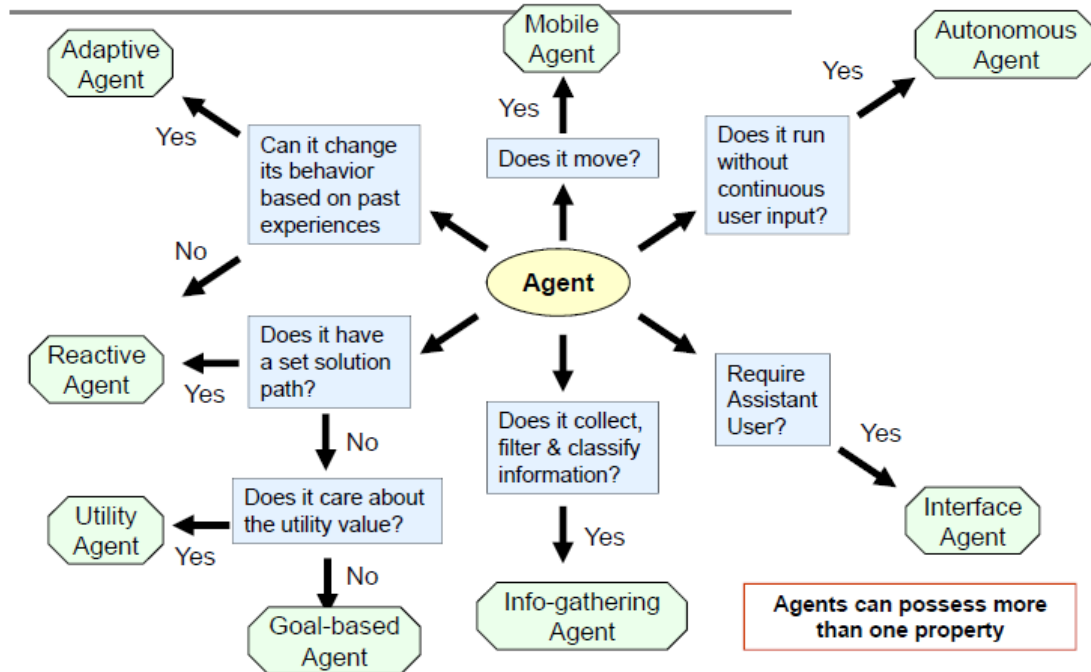 Mobile
Agent
Adaptive
Agent
Autonomous
Agent
Yes
Yes
Yes
Can it change
its behavior
based on past
experiences
Does it move?
Does it run
without
continuous
user input?
No
Agent
Reactive
Agent
Yes
Does it have
a set solution
path?
Require
Assistant
User?
Yes
No
Does it collect,
filter & classify
information?
Utility
Agent
Yes
Does it care about
the utility value?
Interface
Agent
Yes
No
Goal-based
Agent
Info-gathering
Agent
Agents can possess more
than one property